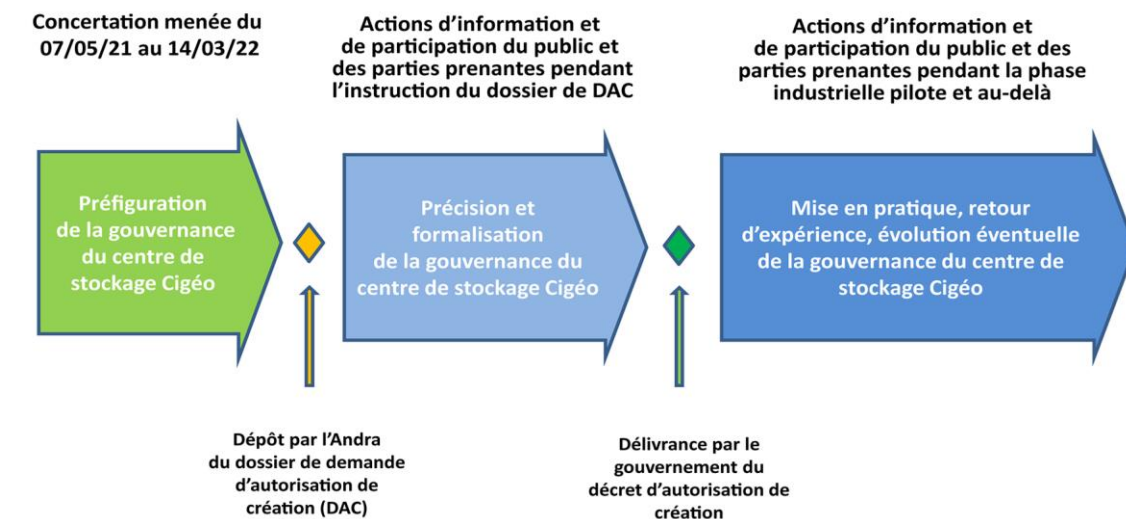 Concertation menée du
07/05/21 au 14/03/22
Actions d’information et
de participation du public et
des parties prenantes pendant
l’instruction du dossier de DAC
Actions d’information et
de participation du public et des
parties prenantes pendant la phase
industrielle pilote et au-delà
Préfiguration
de la gouvernance
du centre de
stockage Cigéo
Précision et
formalisation
de la gouvernance du
centre de stockage Cigéo
Mise en pratique, retour
d’expérience, évolution éventuelle
de la gouvernance du centre de
stockage Cigéo
Dépôt par l’Andra
du dossier de demande
d’autorisation de
création (DAC)
Délivrance par le
gouvernement du
décret d’autorisation de
création